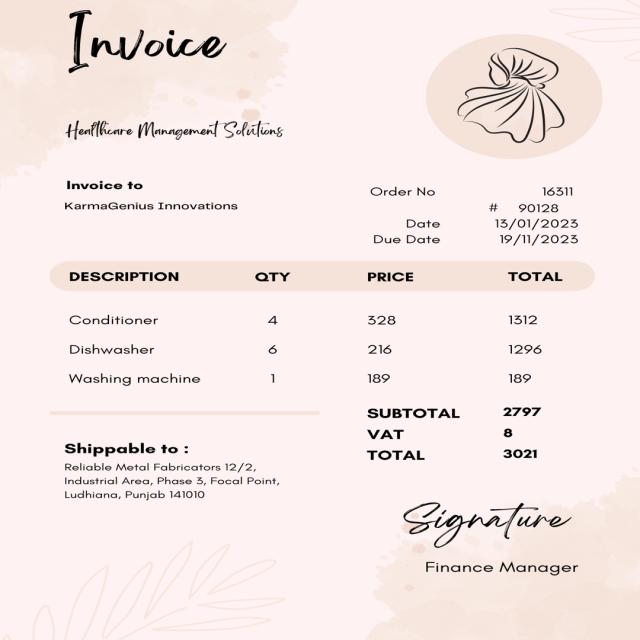 Invoice
Healthcare Management Solutions
Invoice to
KarmaGenius Innovations
Order No 16311
# 90128
Date 13/01/2023
Due Date 19/11/2023
DESCRIPTION QTY PRICE TOTAL
Conditioner 4 328 1312
Dishwasher 6 216 1296
Washing machine 1 189 189
SUBTOTAL 2797
VAT 8
TOTAL 3021
Shippable to :
Reliable Metal Fabricators 12/2,
Industrial Area, Phase 3, Focal Point,
Ludhiana, Punjab 141010
Signature
Finance Manager